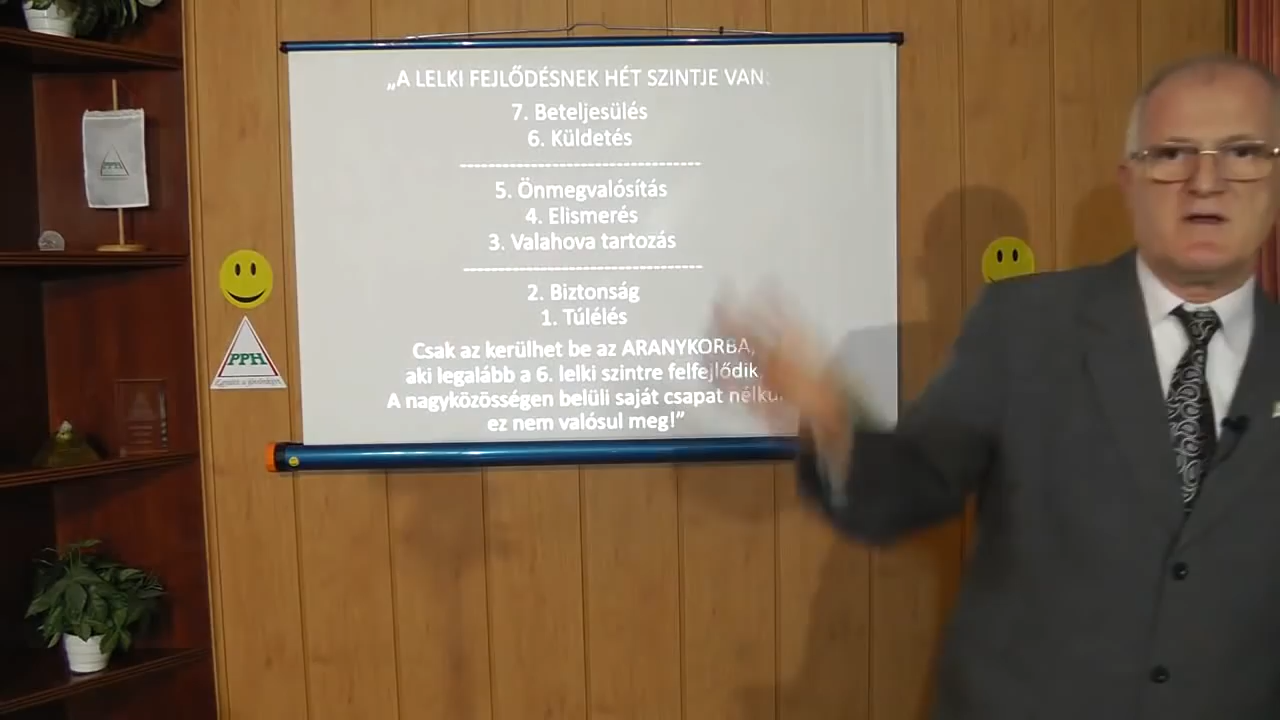 „A LELKI FEJLŐDÉSNEK HÉT SZINTJE VAN:
7. Beteljesülés
6. Küldetés
-----------------------------
5. Önmegvalósítás
4. Elismerés
3. Valahova tartozás
-----------------------------
2. Biztonság
1. Túlélés
Csak az kerülhet be az ARANYKORBA,
aki legalább a 6. lelki szintre felfejlődik.
A nagyközösségen belüli saját csapat nélkül
ez nem valósul meg!”
PPH
PPH